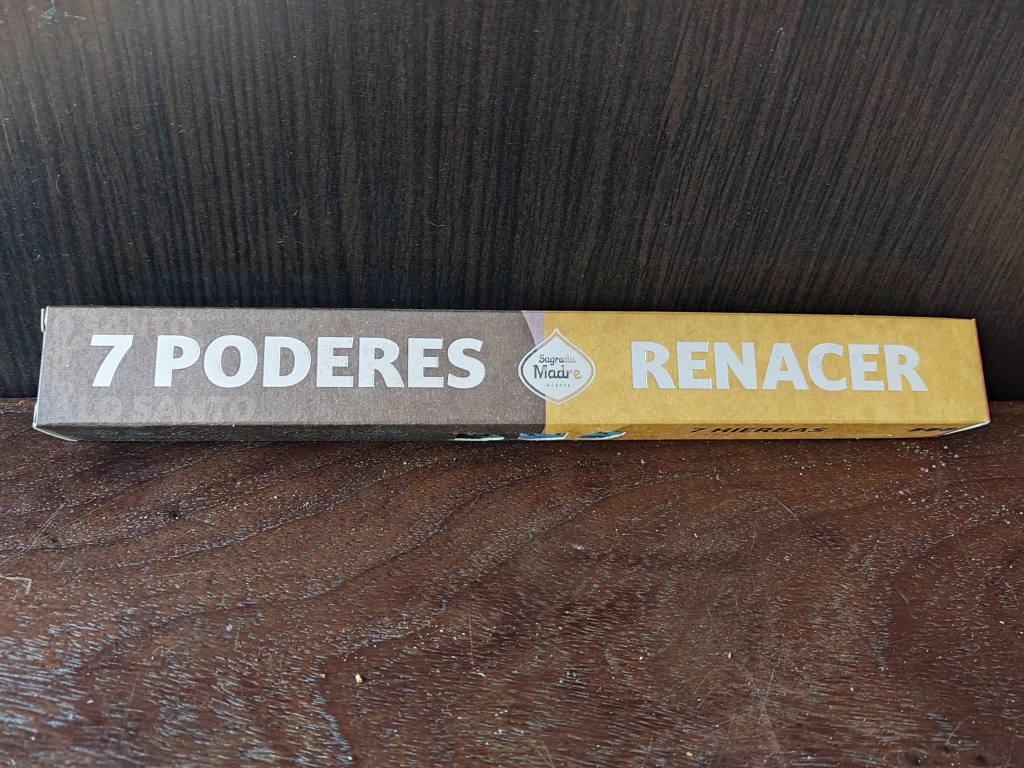 7 PODERES
Sagrada
Madre
RENACER
7 HIERBAS